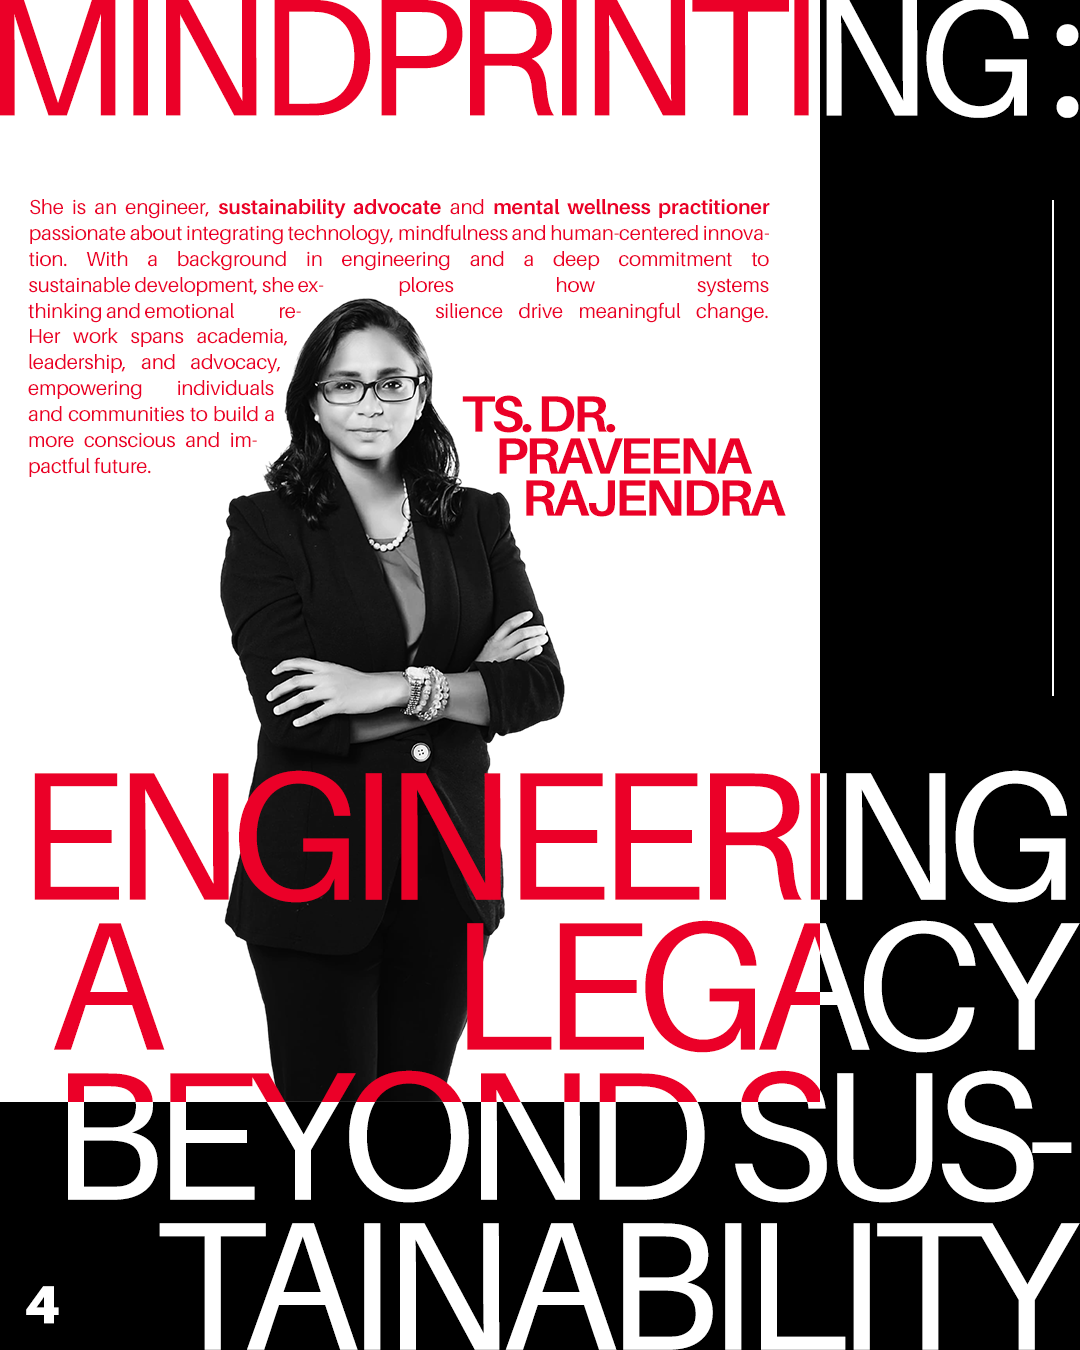 MINDPRINTING:
She is an engineer, sustainability advocate and mental wellness practitioner
passionate about integrating technology, mindfulness and human-centered innova-
tion. With a background in engineering and a deep commitment to
sustainable development, she ex- plores how systems
thinking and emotional re- silience drive meaningful change.
Her work spans academia,
leadership, and advocacy,
empowering individuals
and communities to build a
more conscious and im-
pactful future.
TS. DR.
PRAVEENA
RAJENDRA
ENGINEERING
A LEGACY
BEYOND SUS-
TAINABILITY
4